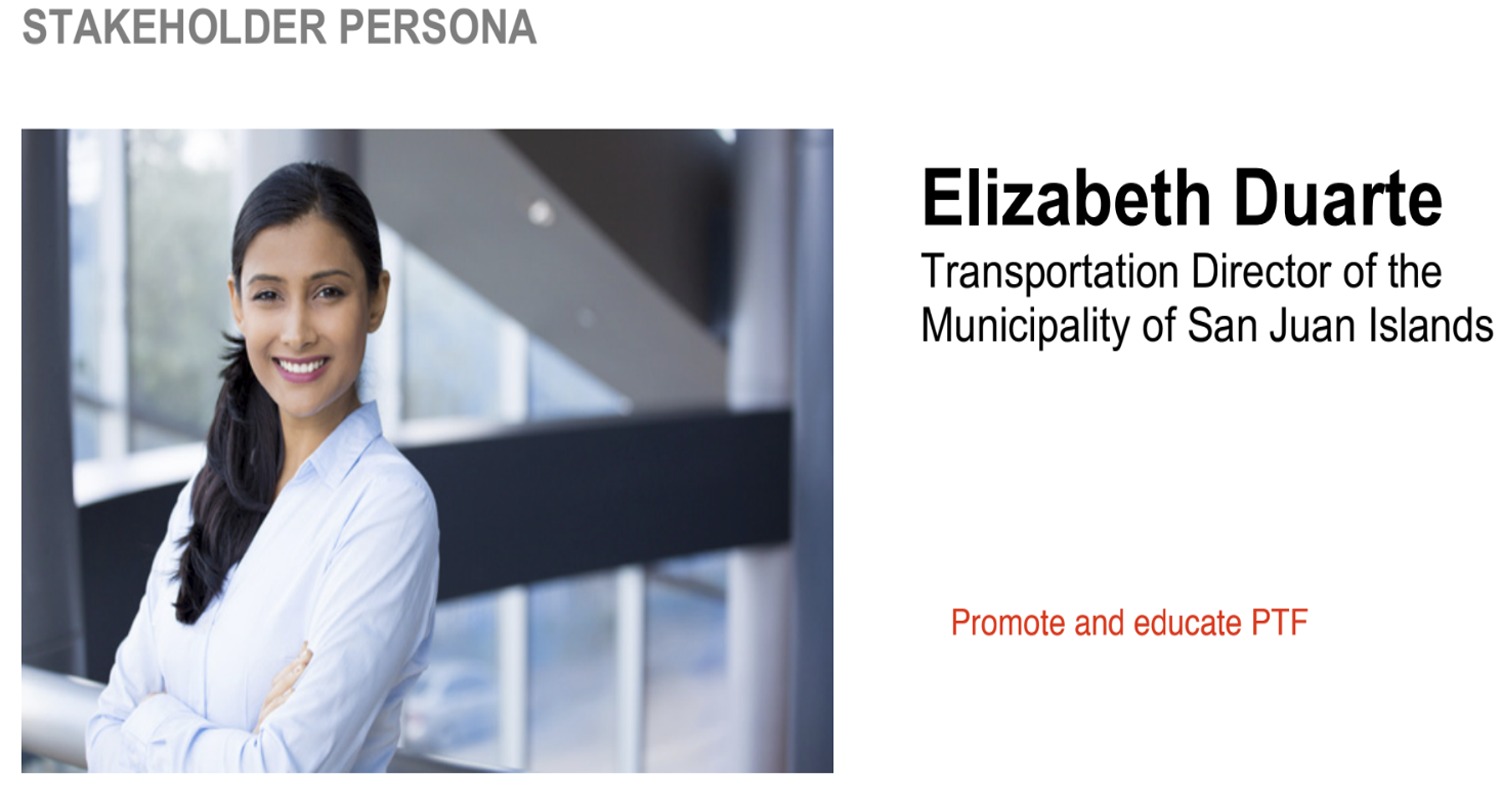 STAKEHOLDER PERSONA
Elizabeth Duarte
Transportation Director of the
Municipality of San Juan Islands
Promote and educate PTF